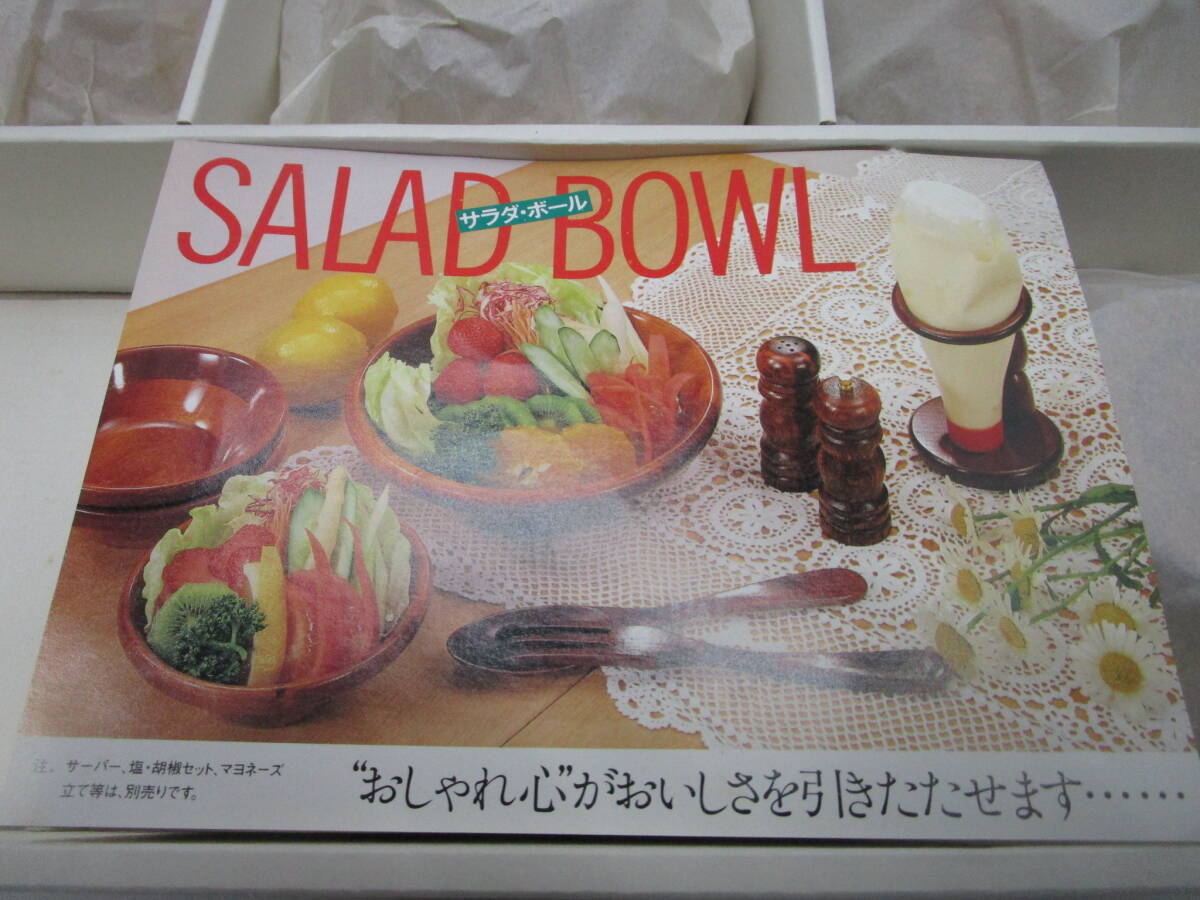 SALAD BOWL
サラダ・ボール
注。サーバー、塩・胡椒セット、マヨネーズ
立て等は、別売りです。
“おしゃれ心”がおいしさを引きたたせます……